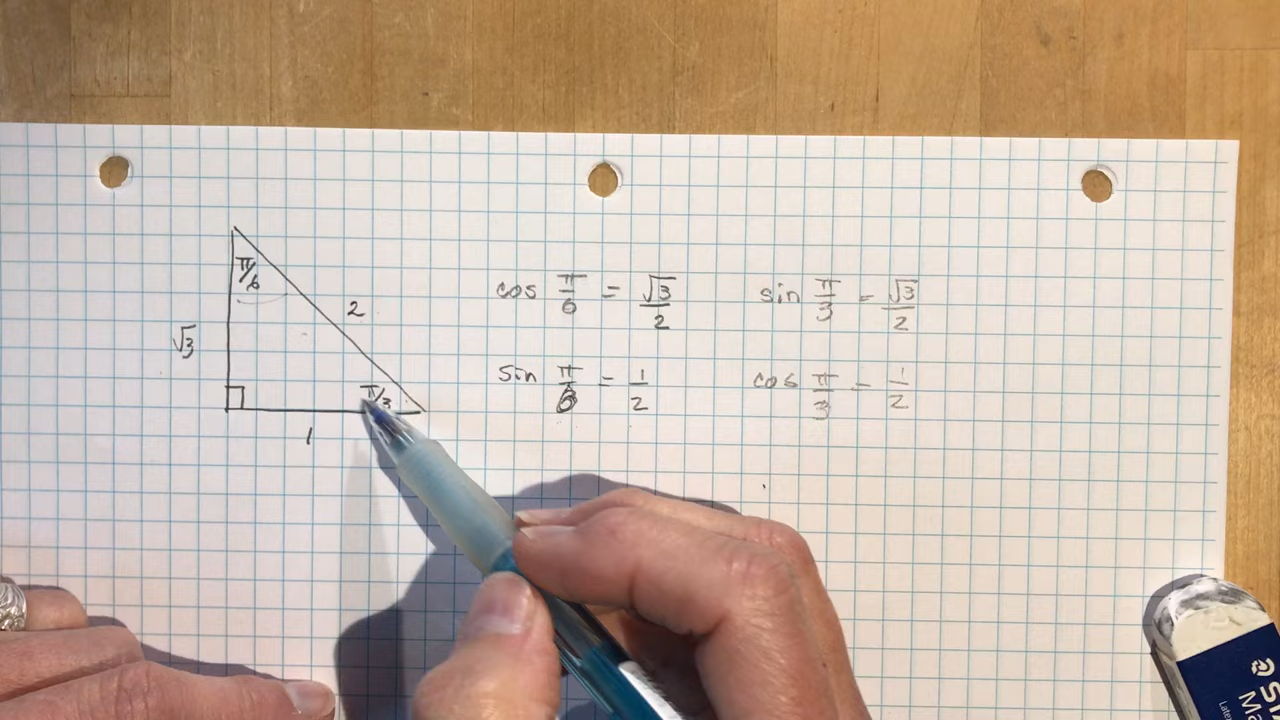 π/6
2
√3
π/3
1
cos π/6 = √3/2
sin π/3 = √3/2
sin π/6 = 1/2
cos π/3 = 1/2